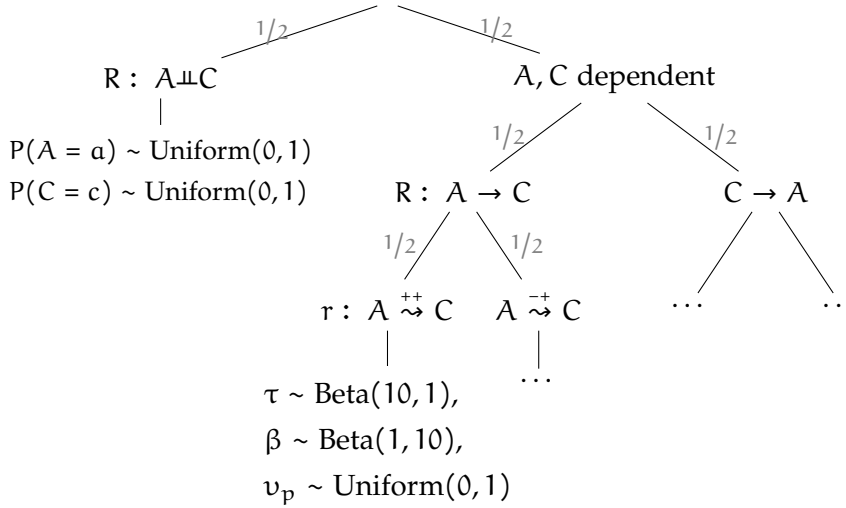 1/2 1/2
R : A⫫C A, C dependent
P(A = a) ~ Uniform(0, 1)
1/2 1/2
P(C = c) ~ Uniform(0, 1)
R : A → C C → A
1/2 1/2
r : A ⇝⁺⁺ C A ⇝⁻⁺ C ... ..
τ ~ Beta(10, 1), ...
β ~ Beta(1, 10),
υₚ ~ Uniform(0, 1)